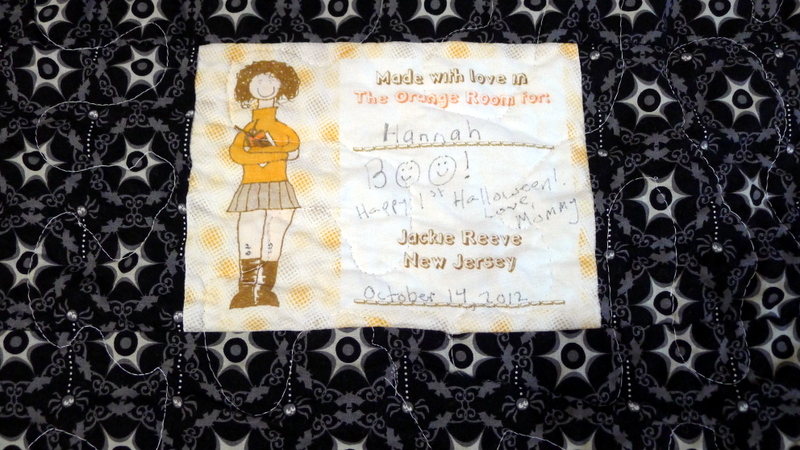 Made with love in
The Orange Room for:
Hannah
BOO!
Happy 1st Halloween!
Love,
Mommy
Jackie Reeve
New Jersey
October 14, 2012